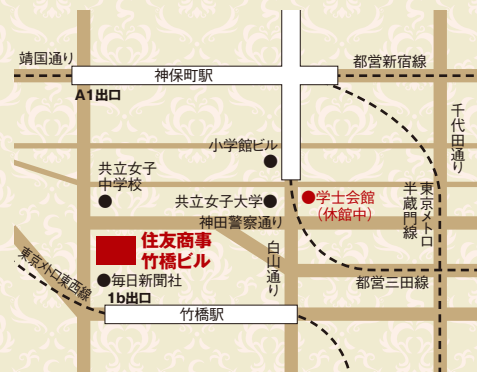 靖国通り
神保町駅
都営新宿線
A1出口
千代田通り
小学館ビル
共立女子
中学校
共立女子大学
学士会館
（休館中）
東京メトロ
半蔵門線
神田警察通り
住友商事
竹橋ビル
白山通り
東京メトロ東西線
毎日新聞社
都営三田線
1b出口
竹橋駅